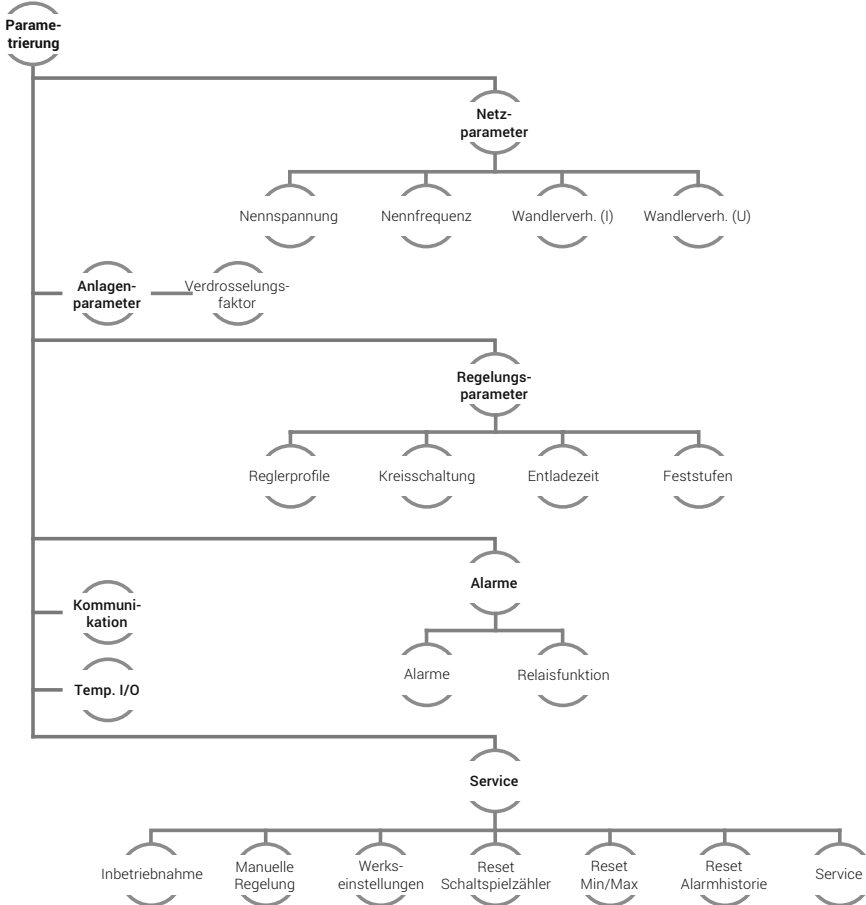 Parame-
trierung
Netz-
parameter
Nennspannung
Nennfrequenz
Wandlerverh. (I)
Wandlerverh. (U)
Anlagen-
parameter
Verdrosselungs-
faktor
Regelungs-
parameter
Reglerprofile
Kreisschaltung
Entladezeit
Feststufen
Alarme
Kommuni-
kation
Alarme
Relaisfunktion
Temp. I/O
Service
Inbetriebnahme
Manuelle
Regelung
Werks-
einstellungen
Reset
Schaltspielzähler
Reset
Min/Max
Reset
Alarmhistorie
Service